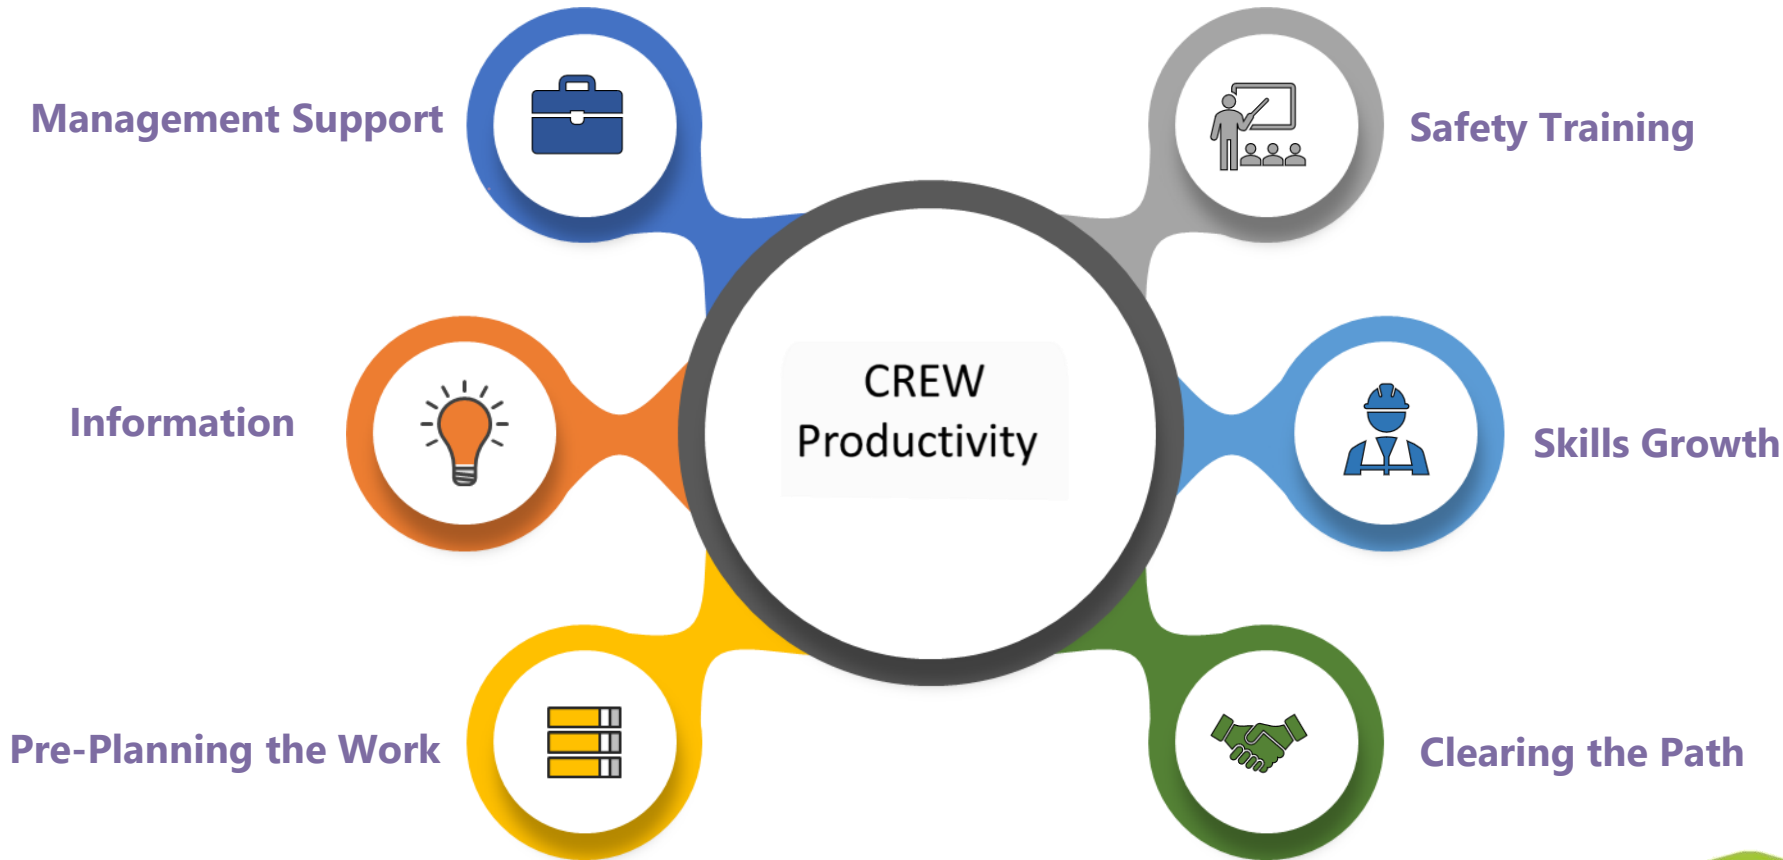 Management Support
Safety Training
CREW
Productivity
Information
Skills Growth
Pre-Planning the Work
Clearing the Path